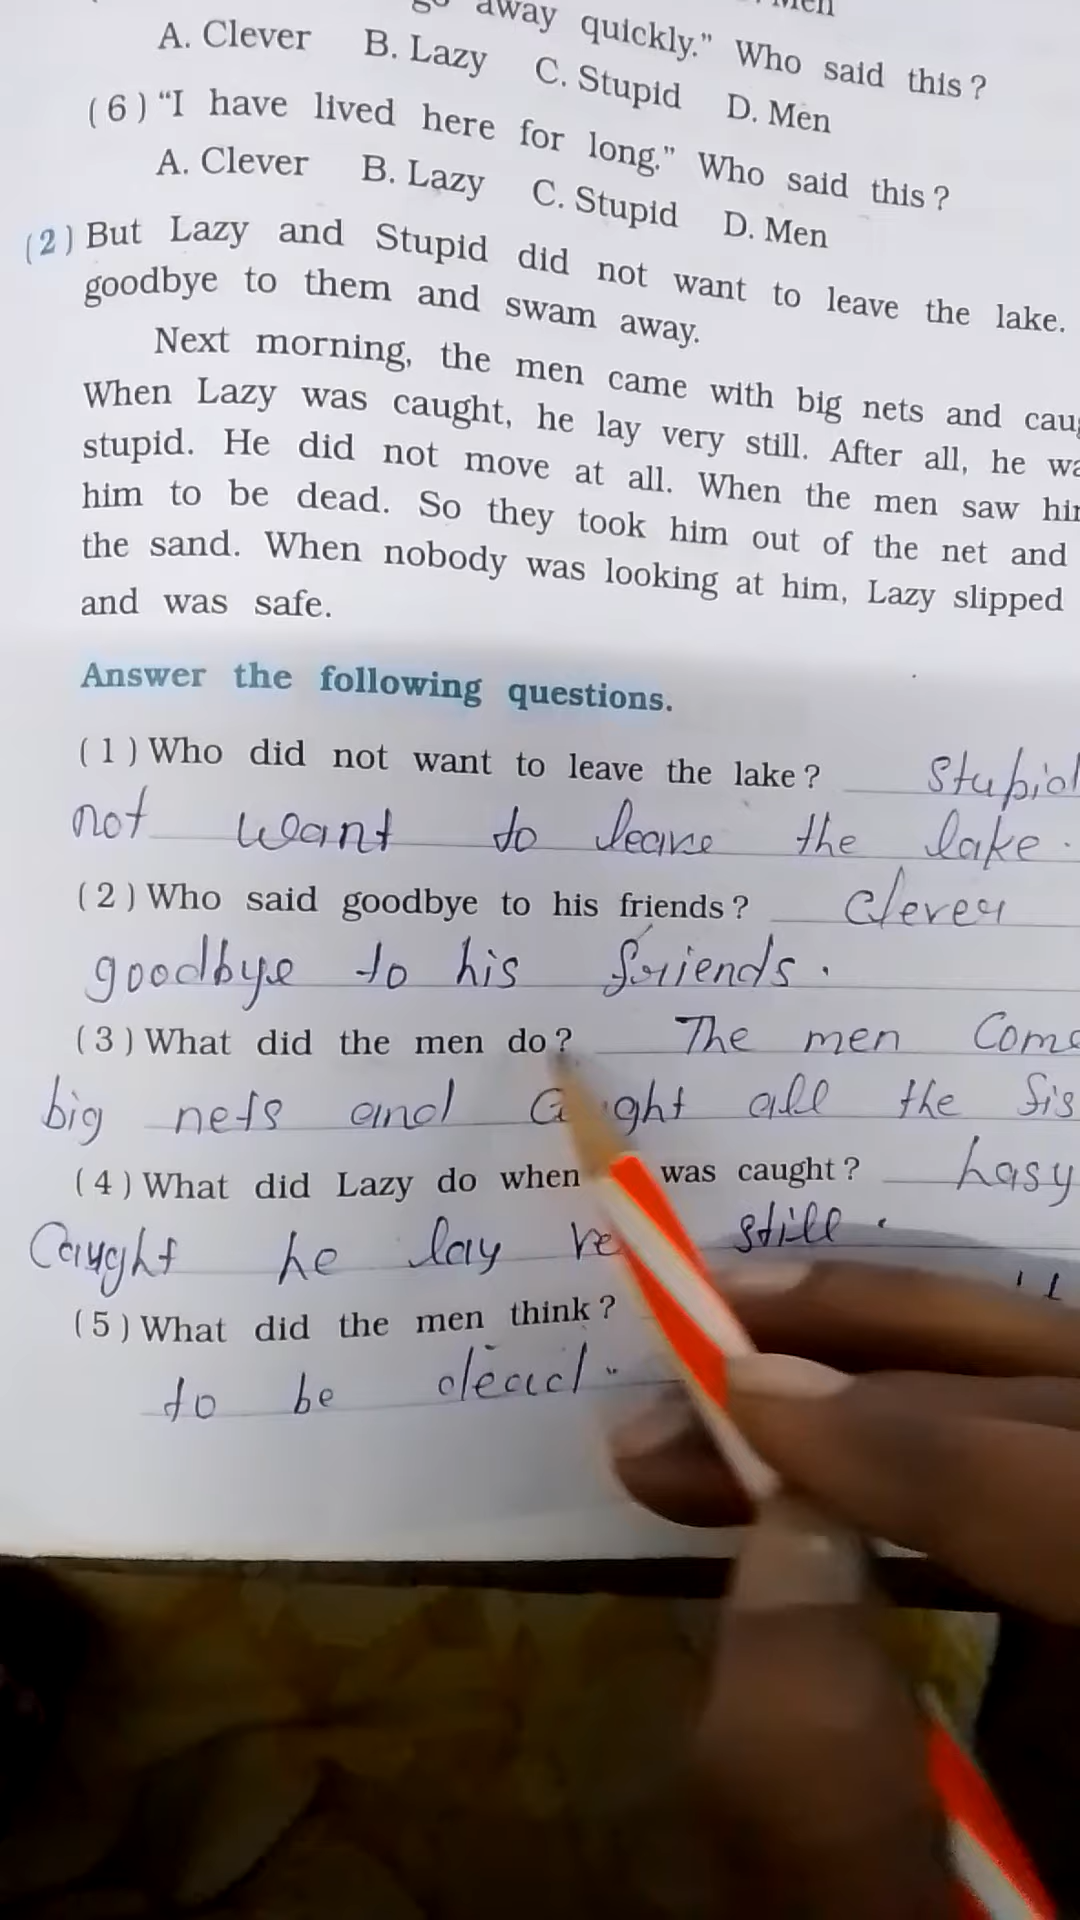 away quickly." Who said this?
A. Clever B. Lazy C. Stupid D. Men
(6) "I have lived here for long." Who said this?
A. Clever B. Lazy C. Stupid D. Men
(2) But Lazy and Stupid did not want to leave the lake.
goodbye to them and swam away.
Next morning, the men came with big nets and
When Lazy was caught, he lay very still. After all, he
stupid. He did not move at all. When the men saw
him to be dead. So they took him out of the net and
the sand. When nobody was looking at him, Lazy slipped
and was safe.
Answer the following questions.
(1) Who did not want to leave the lake?
not want to leave the lake.
(2) Who said goodbye to his friends? clever
goodbye to his friends.
(3) What did the men do? The men
big nets and all the
(4) What did Lazy do when was caught?
Caught he lay still.
(5) What did the men think?
to be dead.